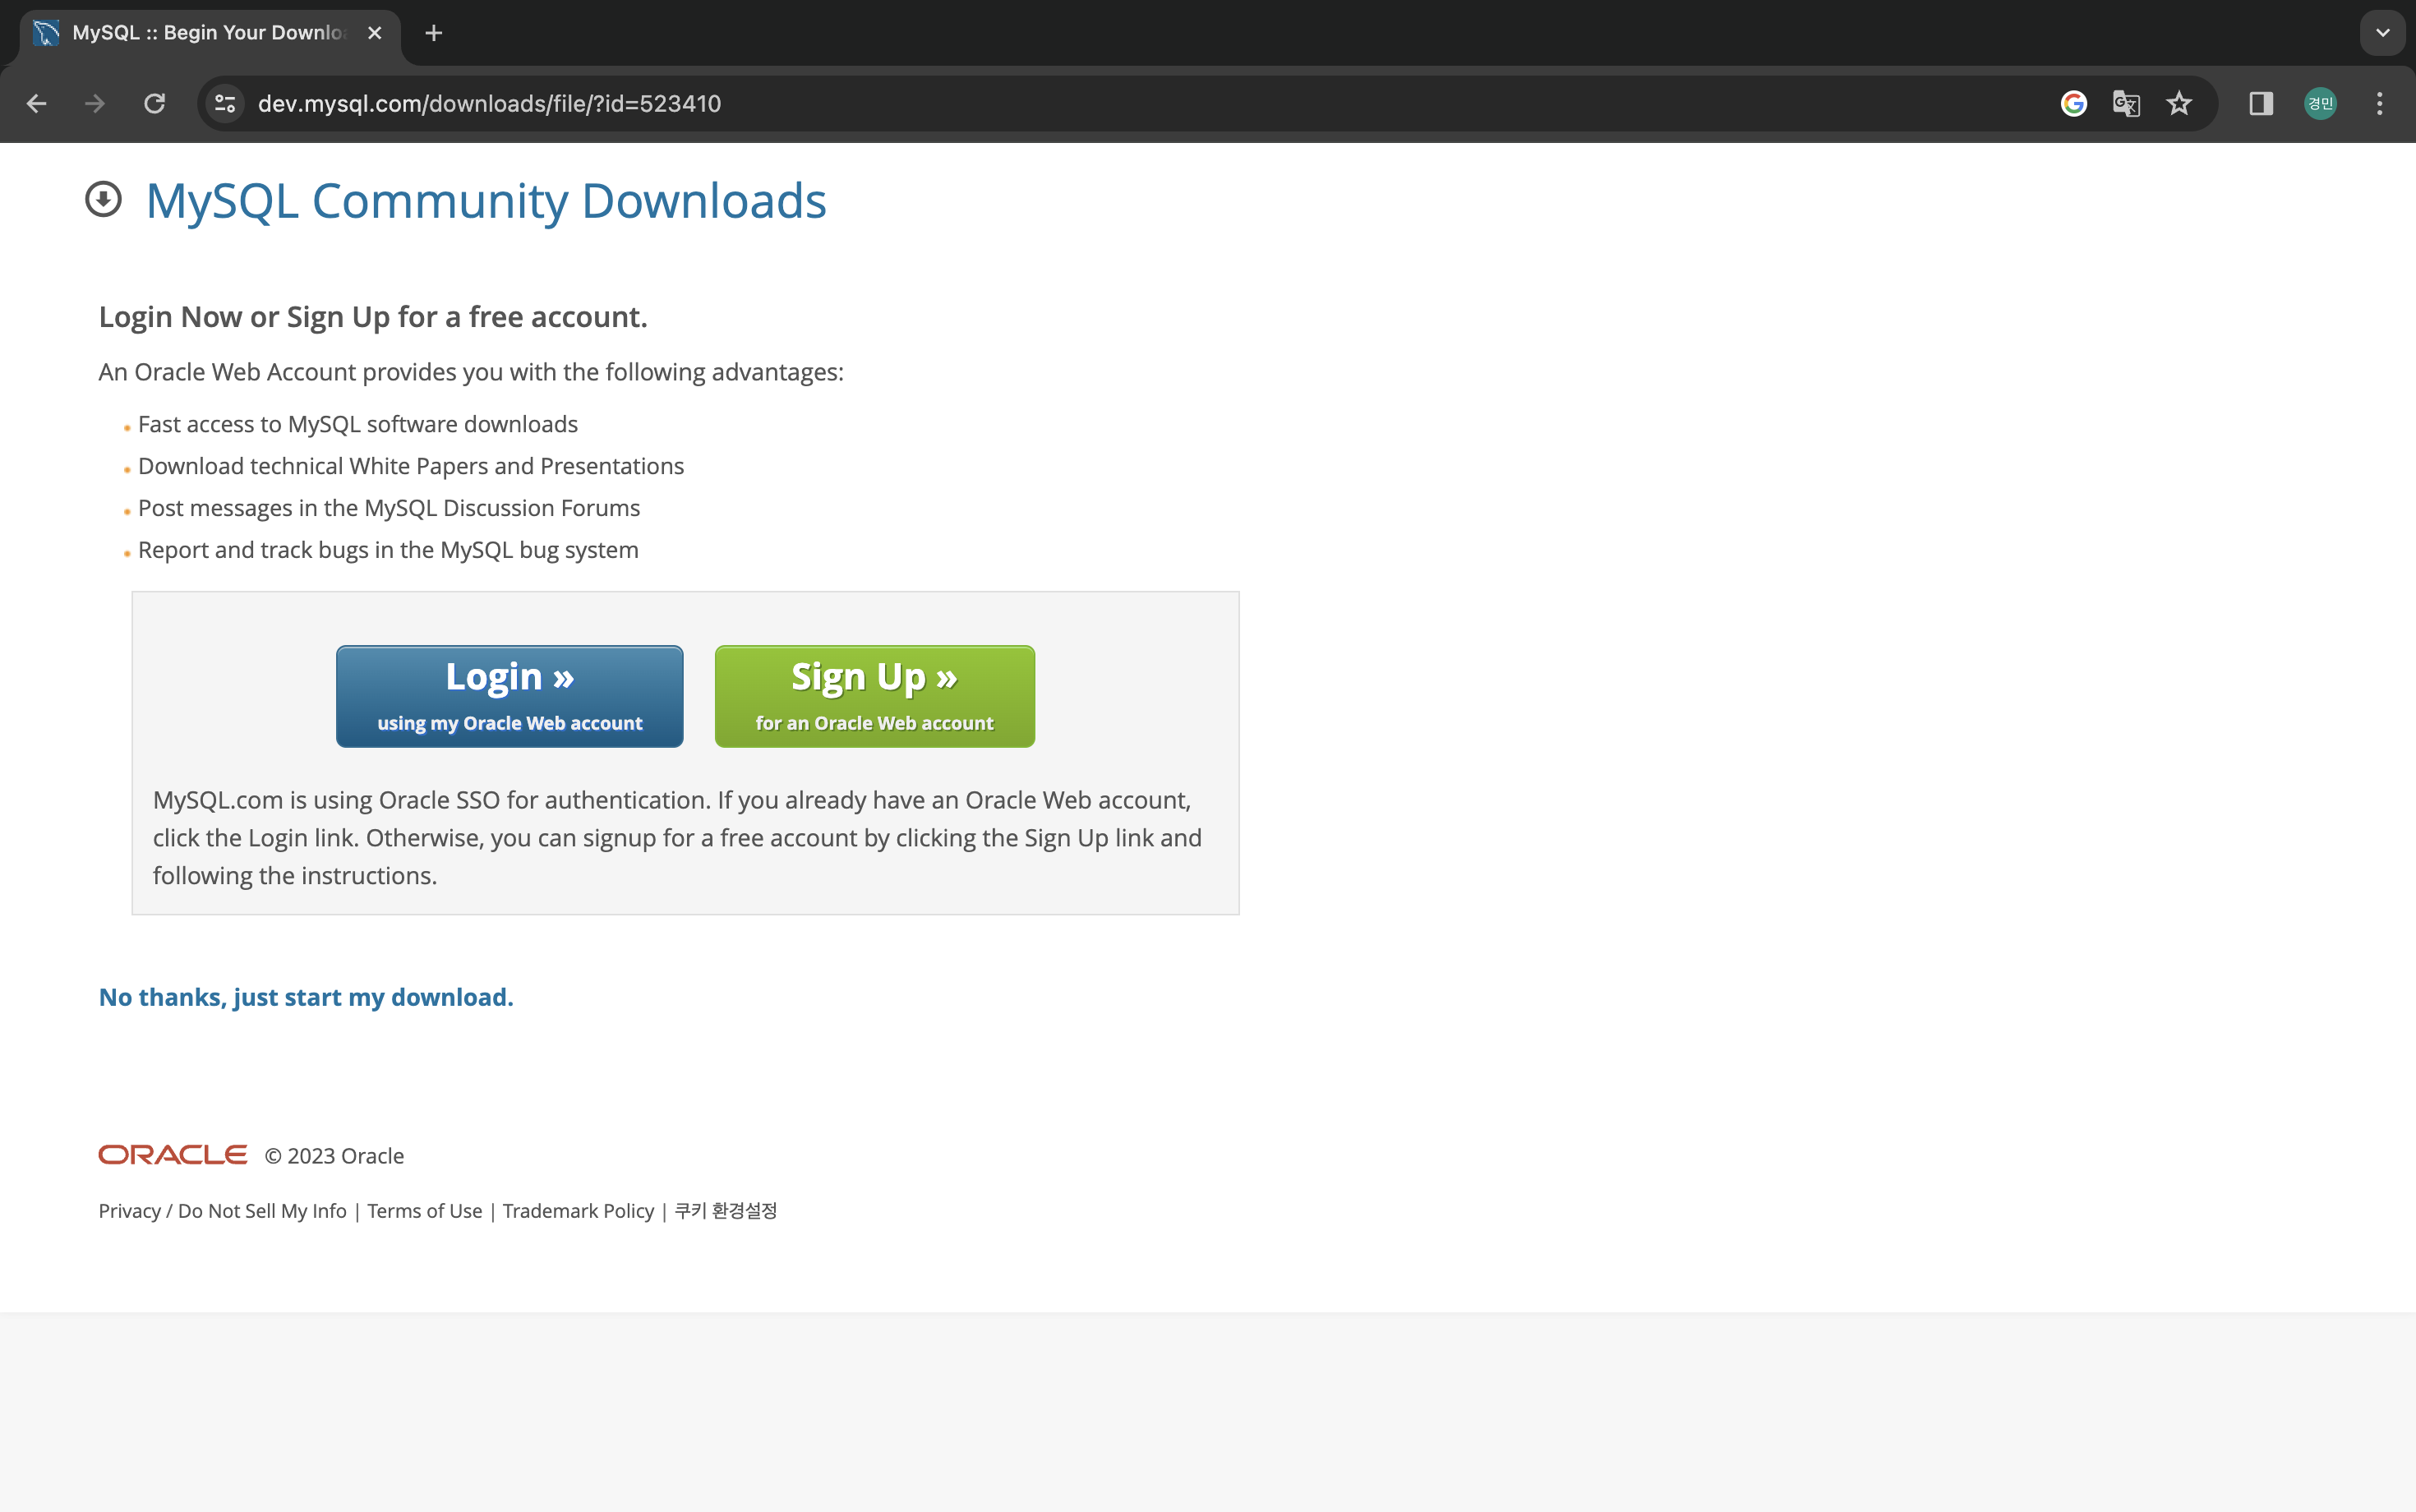 MySQL :: Begin Your Downlo
dev.mysql.com/downloads/file/?id=523410
경민
MySQL Community Downloads
Login Now or Sign Up for a free account.
An Oracle Web Account provides you with the following advantages:
Fast access to MySQL software downloads
Download technical White Papers and Presentations
Post messages in the MySQL Discussion Forums
Report and track bugs in the MySQL bug system
Login »
using my Oracle Web account
Sign Up »
for an Oracle Web account
MySQL.com is using Oracle SSO for authentication. If you already have an Oracle Web account,
click the Login link. Otherwise, you can signup for a free account by clicking the Sign Up link and
following the instructions.
No thanks, just start my download.
ORACLE © 2023 Oracle
Privacy / Do Not Sell My Info | Terms of Use | Trademark Policy | 쿠키 환경설정